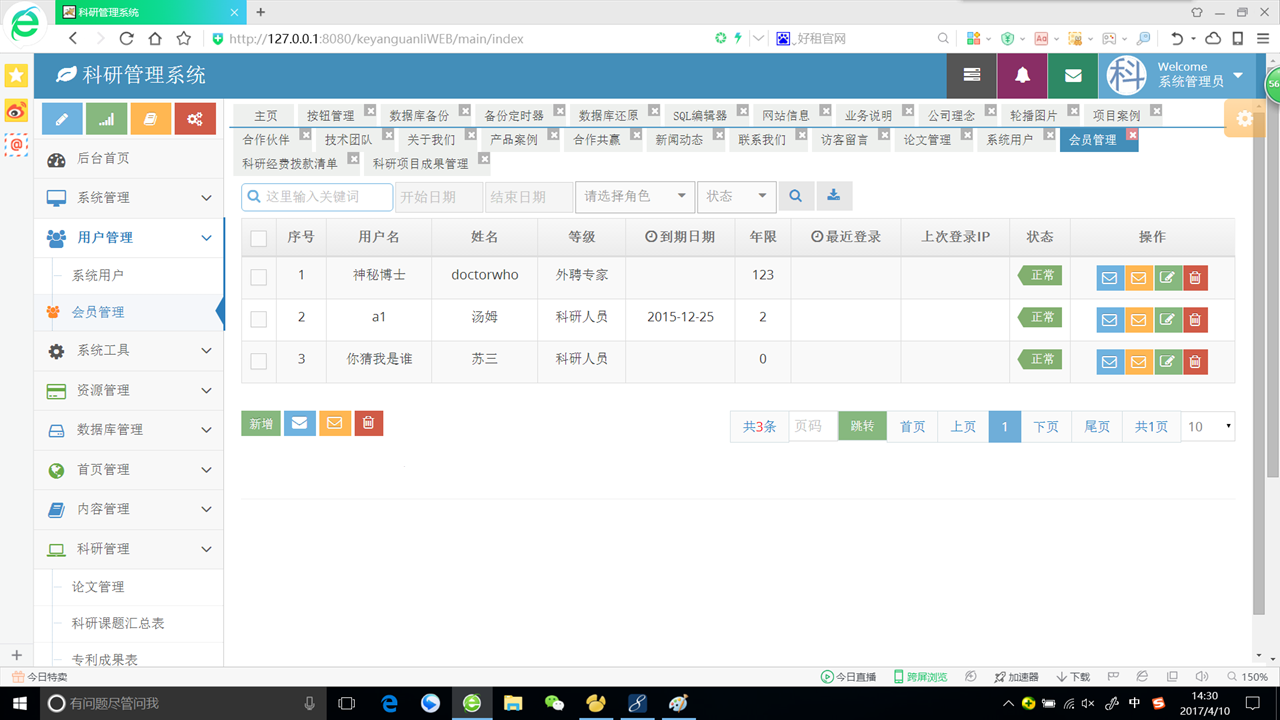 科研管理系统
http://127.0.0.1:8080/keyanguanliWEB/main/index
好租官网
科研管理系统
Welcome
系统管理员
科
56
主页 按钮管理 数据库备份 备份定时器 数据库还原 SQL编辑器 网站信息 业务说明 公司理念 轮播图片 项目案例
合作伙伴 技术团队 关于我们 产品案例 合作共赢 新闻动态 联系我们 访客留言 论文管理 系统用户 会员管理
科研经费拨款清单 科研项目成果管理
后台首页
系统管理
用户管理
系统用户
会员管理
系统工具
资源管理
数据库管理
首页管理
内容管理
科研管理
论文管理
科研课题汇总表
专利成果表
这里输入关键词 开始日期 结束日期 请选择角色 状态
序号 用户名 姓名 等级 到期日期 年限 最近登录 上次登录IP 状态 操作
1 神秘博士 doctorwho 外聘专家 123 正常
2 a1 汤姆 科研人员 2015-12-25 2 正常
3 你猜我是谁 苏三 科研人员 0 正常
新增 共3条 页码 跳转 首页 上页 1 下页 尾页 共1页 10
今日特卖 今日直播 跨屏浏览 加速器 下载 150%
有问题尽管问我
中
14:30
2017/4/10